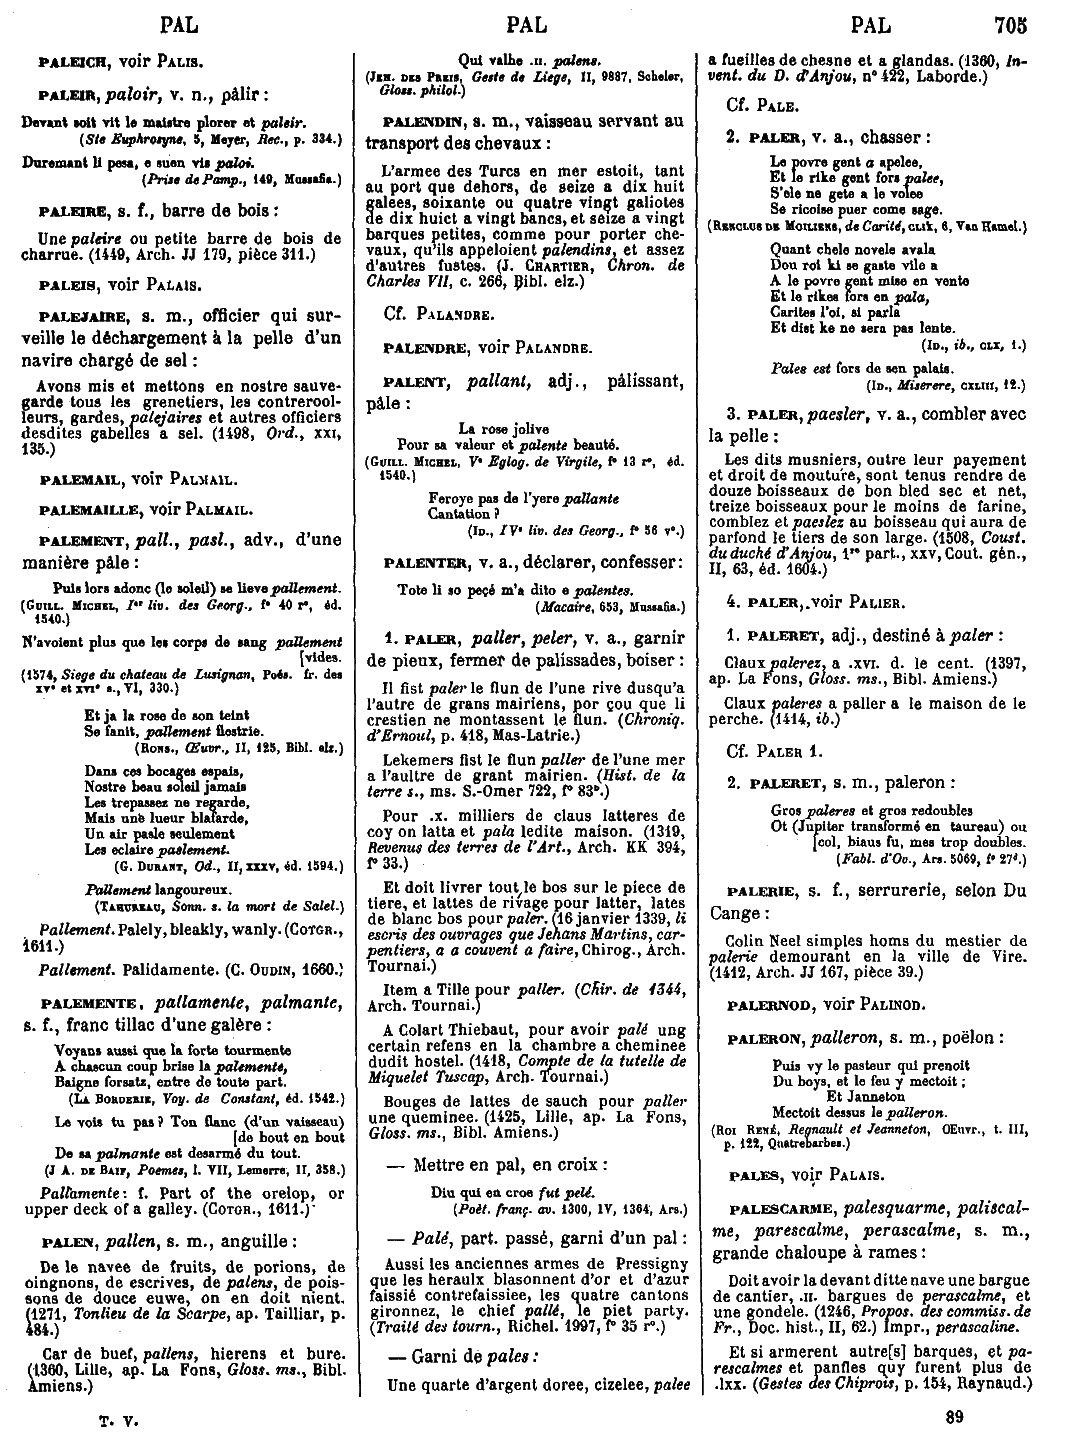 PAL PAL PAL 705
PALEICH, voir PALIS.
PALEIR, paloir, v. n., pâlir :
Devant soit vit le maistre plorer et paleir.
(Ste Euphrosyne, 5, Meyer, Rec., p. 334.)
Duremant li pesa, e suen vis paloi.
(Prise de Pamp., 149, Mussafia.)
PALEIRE, s. f., barre de bois :
Une paleire ou petite barre de bois de
charrue. (1449, Arch. JJ 179, pièce 311.)
PALEIS, voir PALAIS.
PALEJAIRE, s. m., officier qui sur-
veille le déchargement à la pelle d'un
navire chargé de sel :
Avons mis et mettons en nostre sauve-
garde tous les grenetiers, les contrerool-
leurs, gardes, palejaires et autres officiers
desdites gabelles a sel. (1498, Ord., XXI,
135.)
PALEMAIL, voir PALMAIL.
PALEMAILLE, voir PALMAIL.
PALEMENT, pall., pasl., adv., d'une
manière pâle :
Puis lors adonc (le soleil) se lieve pallement.
(GUILL. MICHEL, Ier liv. des Georg., f° 40 r°, éd.
1540.)
N'avoient plus que les corps de sang pallement
[vides.
(1574, Siege du chateau de Lusignan, Poés. fr. des
XVe et XVIe s., VI, 330.)
Et ja la rose de son teint
Se fanit, pallement flestrie.
(RONS., Œuvr., II, 125, Bibl. elz.)
Dans ces bocages espais,
Nostre beau soleil jamais
Les trepassez ne regarde,
Mais une lueur blafarde,
Un air pasle seulement
Les eclaire paslement.
(G. DURANT, Od., II, XXXV, éd. 1594.)
Pallement langoureux.
(TAHUREAU, Sonn. s. la mort de Salel.)
Pallement. Palely, bleakly, wanly. (COTGR.,
1611.)
Pallement. Palidamente. (C. OUDIN, 1660.)
PALEMENTE, pallamente, palmante,
s. f., franc tillac d'une galère :
Voyans aussi que la forte tourmente
A chascun coup brise la palemente,
Baigne forsatz, entre de toute part.
(LA BORDERIE, Voy. de Constant, éd. 1542.)
Le vois tu pas ? Ton flanc (d'un vaisseau)
[de bout en bout
De sa palmante est desarmé du tout.
(J A. DE BAIF, Poemes, l. VII, Lemerre, II, 358.)
Pallamente : f. Part of the orelop, or
upper deck of a galley. (COTGR., 1611.)
PALEN, pallen, s. m., anguille :
De le navee de fruits, de porions, de
oingnons, de escrives, de palens, de pois-
sons de douce euwe, on en doit nient.
(1271, Tonlieu de la Scarpe, ap. Tailliar, p.
484.)
Car de buef, pallens, hierens et bure.
(1360, Lille, ap. La Fons, Gloss. ms., Bibl.
Amiens.)
T. V.
Qui valhe .II. palens.
(JEH. DES PREIS, Geste de Liege, II, 9887, Scheler,
Gloss. philol.)
PALENDIN, s. m., vaisseau servant au
transport des chevaux :
L'armee des Turcs en mer estoit, tant
au port que dehors, de seize a dix huit
galees, soixante ou quatre vingt galiotes
de dix huict a vingt bancs, et seize a vingt
barques petites, comme pour porter che-
vaux, qu'ils appeloient palendins, et assez
d'autres fustes. (J. CHARTIER, Chron. de
Charles VII, c. 266, Bibl. elz.)
Cf. PALANDRE.
PALENDRE, voir PALANDRE.
PALENT, pallant, adj., pâlissant,
pâle :
La rose jolive
Pour sa valeur et palente beauté.
(GUILL. MICHEL, Ve Eglog. de Virgile, f° 13 r°, éd.
1540.)
Feroye pas de l'yere pallante
Cantation ?
(ID., IVe liv. des Georg., f° 56 v°.)
PALENTER, v. a., déclarer, confesser :
Tote li so peçé m'a dito e palentes.
(Macaire, 653, Mussafia.)
1. PALER, paller, peler, v. a., garnir
de pieux, fermer de palissades, boiser :
Il fist paler le flun de l'une rive dusqu'a
l'autre de grans mairiens, por çou que li
crestien ne montassent le flun. (Chroniq.
d'Ernoul, p. 418, Mas-Latrie.)
Lekemers fist le flun paller de l'une mer
a l'aultre de grant mairien. (Hist. de la
terre s., ms. S.-Omer 722, f° 83b.)
Pour .x. milliers de claus latteres de
coy on latta et pala ledite maison. (1319,
Revenus des terres de l'Art., Arch. KK 394,
f° 33.)
Et doit livrer tout le bos sur le piece de
tiere, et lattes de rivage pour latter, lates
de blanc bos pour paler. (16 janvier 1339, li
escris des ouvrages que Jehans Martins, car-
pentiers, a a couvent a faire, Chirog., Arch.
Tournai.)
Item a Tille pour paller. (Chir. de 1344,
Arch. Tournai.)
A Colart Thiebaut, pour avoir palé ung
certain refens en la chambre a cheminee
dudit hostel. (1418, Compte de la tutelle de
Miquelet Tuscap, Arch. Tournai.)
Bouges de lattes de sauch pour paller
une queminee. (1425, Lille, ap. La Fons,
Gloss. ms., Bibl. Amiens.)
— Mettre en pal, en croix :
Diu qui en croe fut pelé.
(Poët. franç. av. 1300, IV, 1364, Ars.)
— Palé, part. passé, garni d'un pal :
Aussi les anciennes armes de Pressigny
que les heraulx blasonnent d'or et d'azur
faissié contrefaissiee, les quatre cantons
gironnez, le chief pallé, le piet party.
(Traité des tourn., Richel. 1997, f° 35 r°.)
— Garni de pales :
Une quarte d'argent doree, cizelee, palee
a fueilles de chesne et a glandas. (1360, In-
vent. du D. d'Anjou, n° 422, Laborde.)
Cf. PALE.
2. PALER, v. a., chasser :
Le povre gent a apelee,
Et le rike gent fors palee,
S'ele ne gete a le volee
Se ricoise puer come sage.
(RENCLUS DE MOILIENS, de Carité, CLIX, 6, Van Hamel.)
Quant chele novele avala
Dou roi ki se gaste vile a
A le povre gent mise en vente
Et le rikes fors en pala,
Carites l'oi, si parla
Et dist ke ne sera pas lente.
(ID., ib., CLX, 1.)
Pales est fors de sen palais.
(ID., Miserere, CXLIII, 12.)
3. PALER, paesler, v. a., combler avec
la pelle :
Les dits musniers, outre leur payement
et droit de mouture, sont tenus rendre de
douze boisseaux de bon bled sec et net,
treize boisseaux pour le moins de farine,
comblez et paeslez au boisseau qui aura de
parfond le tiers de son large. (1508, Coust.
du duché d'Anjou, 1re part., XXV, Cout. gén.,
II, 63, éd. 1604.)
4. PALER, voir PALIER.
1. PALERET, adj., destiné à paler :
Claux palerez, a .XVI. d. le cent. (1397,
ap. La Fons, Gloss. ms., Bibl. Amiens.)
Claux paleres a paller a le maison de le
perche. (1414, ib.)
Cf. PALER 1.
2. PALERET, s. m., paleron :
Gros paleres et gros redoubles
Ot (Jupiter transformé en taureau) ou
[col, biaus fu, mes trop doubles.
(Fabl. d'Ov., Ars. 5069, f° 27d.)
PALERIE, s. f., serrurerie, selon Du
Cange :
Colin Neel simples homs du mestier de
palerie demourant en la ville de Vire.
(1412, Arch. JJ 167, pièce 39.)
PALERNOD, voir PALINOD.
PALERON, palleron, s. m., poëlon :
Puis vy le pasteur qui prenoit
Du boys, et le feu y mectoit ;
Et Janneton
Mectoit dessus le palleron.
(ROI RENÉ, Regnault et Jeanneton, OEuvr., t. III,
p. 122, Quatrebarbes.)
PALES, voir PALAIS.
PALESCARME, palesquarme, paliscal-
me, parescalme, perascalme, s. m.,
grande chaloupe à rames :
Doit avoir la devant ditte nave une bargue
de cantier, .II. bargues de perascalme, et
une gondele. (1246, Propos. des commiss. de
Fr., Doc. hist., II, 62.) Impr., perascaline.
Et si armerent autre[s] barques, et pa-
rescalmes et panfles quy furent plus de
.lxx. (Gestes des Chiprois, p. 154, Raynaud.)
89